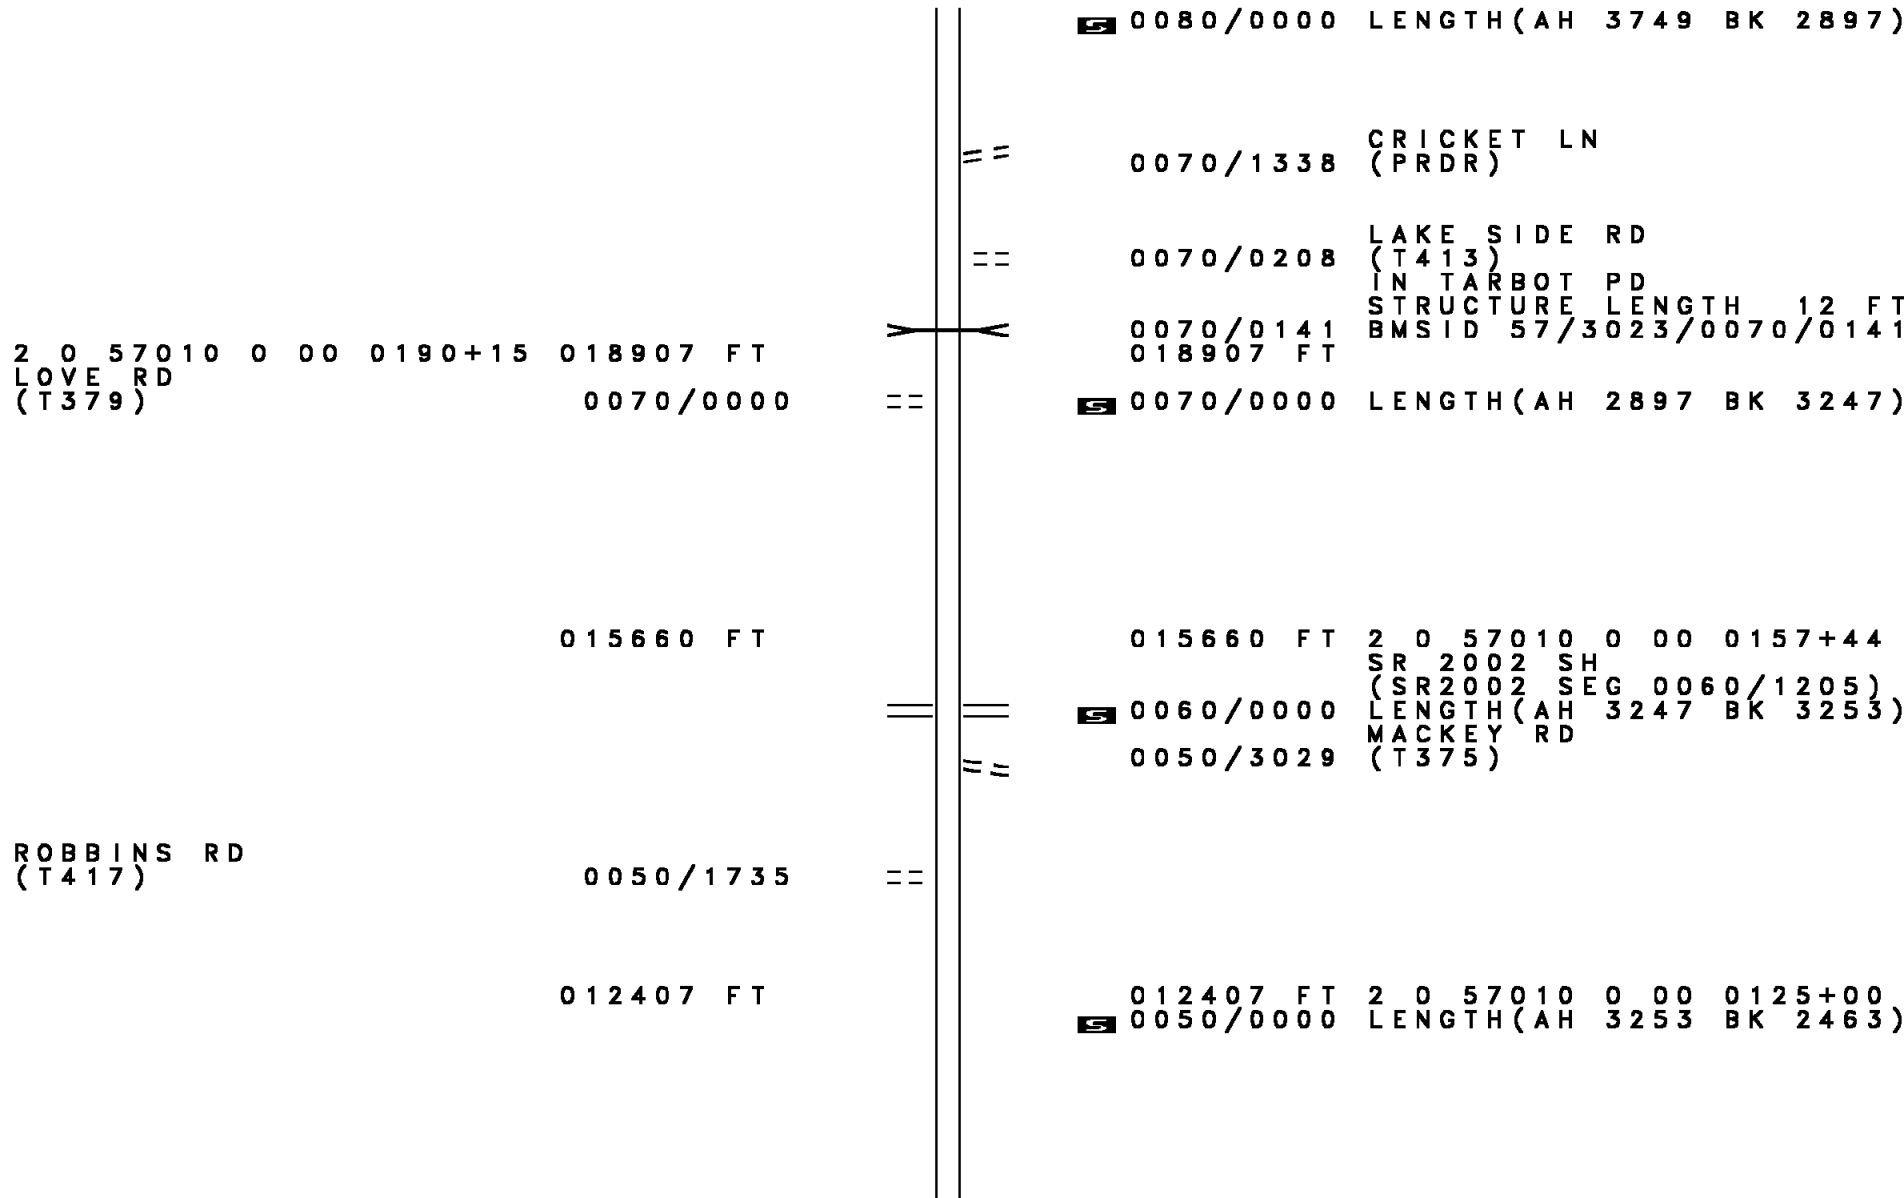 S 0080/0000 LENGTH(AH 3749 BK 2897)
CRICKET LN
0070/1338 (PRDR)
LAKE SIDE RD
0070/0208 (T413)
IN TARBOT PD
STRUCTURE LENGTH 12 FT
0070/0141 BMSID 57/3023/0070/0141
2 0 57010 0 00 0190+15 018907 FT 018907 FT
LOVE RD
(T379) 0070/0000 S 0070/0000 LENGTH(AH 2897 BK 3247)
015660 FT 015660 FT 2 0 57010 0 00 0157+44
SR 2002 SH
(SR2002 SEG 0060/1205)
S 0060/0000 LENGTH(AH 3247 BK 3253)
MACKEY RD
0050/3029 (T375)
ROBBINS RD
(T417) 0050/1735
012407 FT 012407 FT 2 0 57010 0 00 0125+00
S 0050/0000 LENGTH(AH 3253 BK 2463)